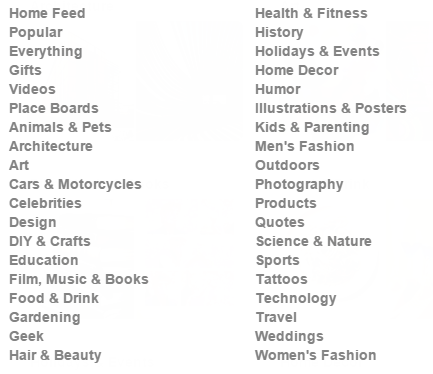 Home Feed
Popular
Everything
Gifts
Videos
Place Boards
Animals & Pets
Architecture
Art
Cars & Motorcycles
Celebrities
Design
DIY & Crafts
Education
Film, Music & Books
Food & Drink
Gardening
Geek
Hair & Beauty
Health & Fitness
History
Holidays & Events
Home Decor
Humor
Illustrations & Posters
Kids & Parenting
Men's Fashion
Outdoors
Photography
Products
Quotes
Science & Nature
Sports
Tattoos
Technology
Travel
Weddings
Women's Fashion